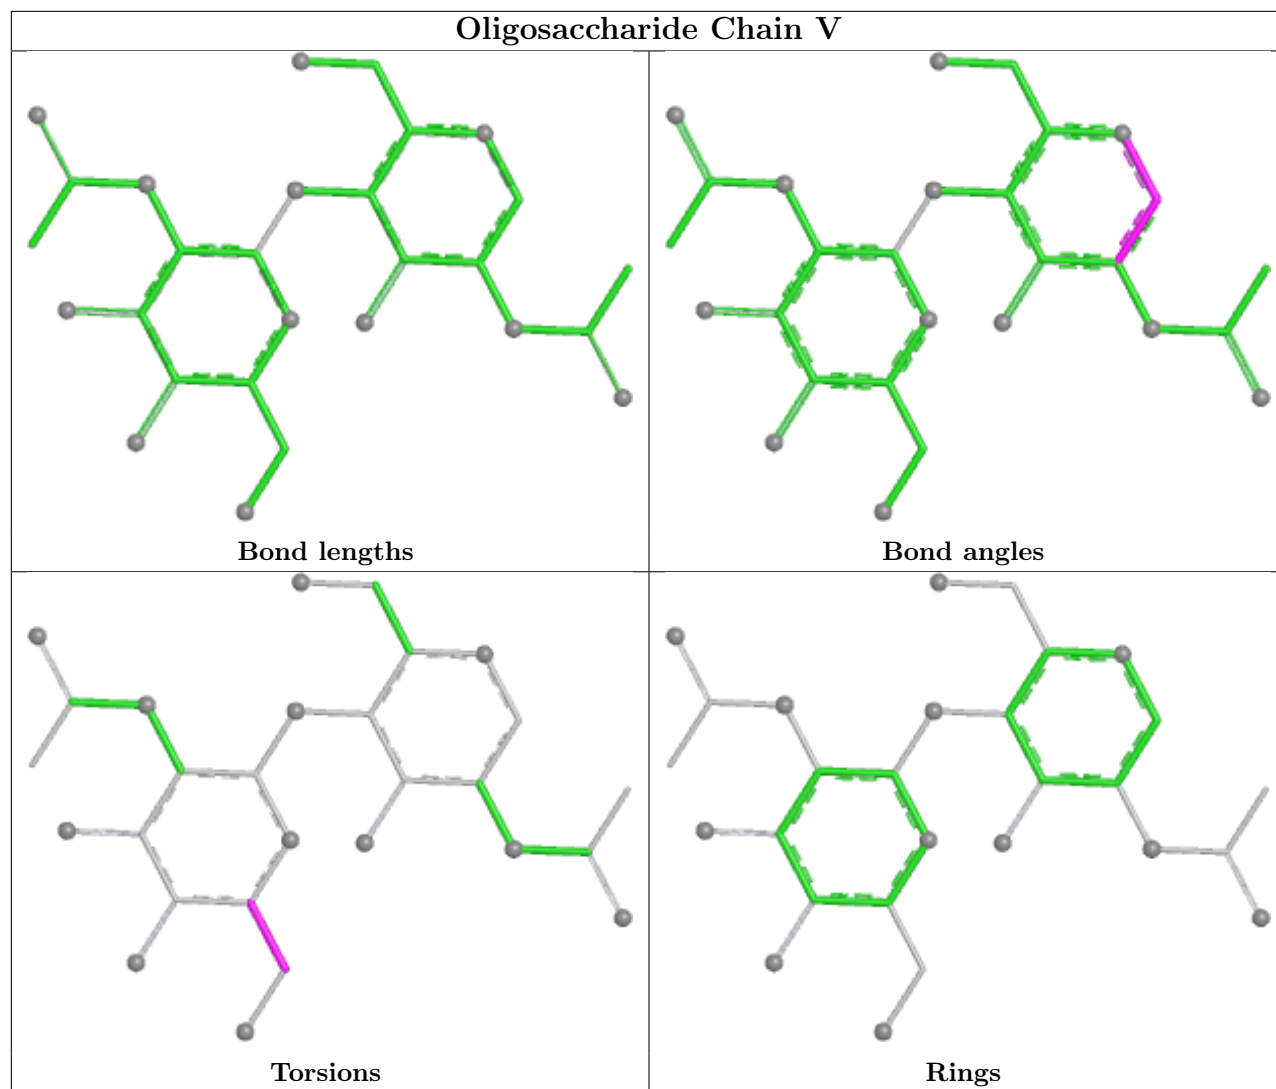 Oligosaccharide Chain V
Bond lengths
Bond angles
Torsions
Rings